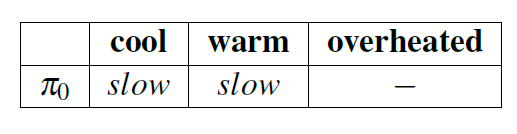 cool warm overheated
π₀ slow slow –